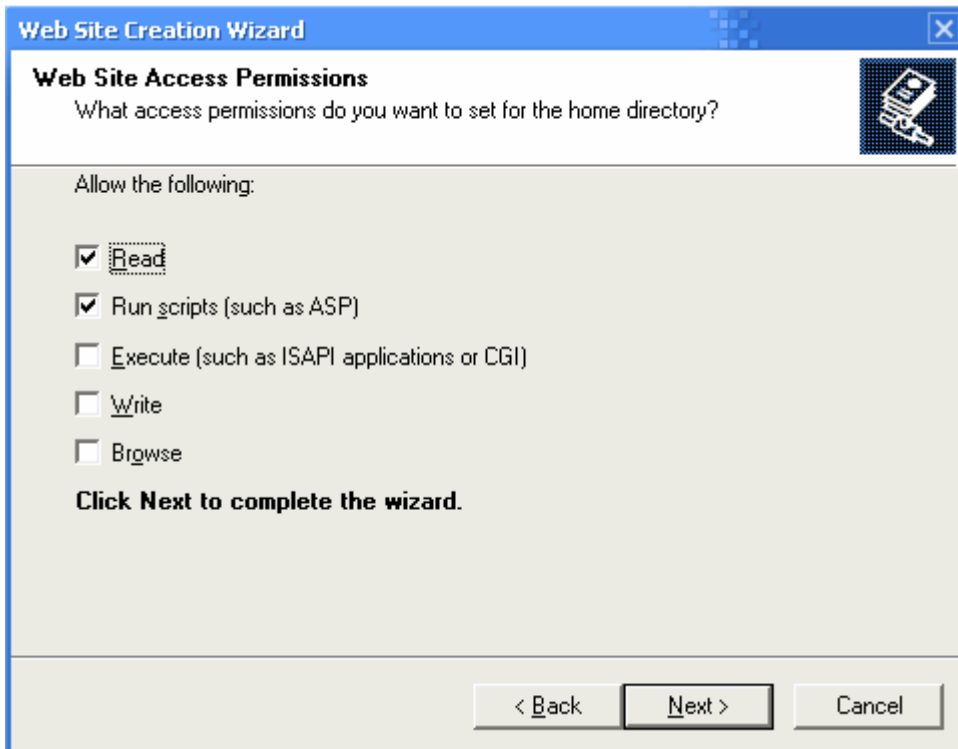 Web Site Creation Wizard
Web Site Access Permissions
What access permissions do you want to set for the home directory?
Allow the following:
Read
Run scripts (such as ASP)
Execute (such as ISAPI applications or CGI)
Write
Browse
Click Next to complete the wizard.
< Back Next > Cancel